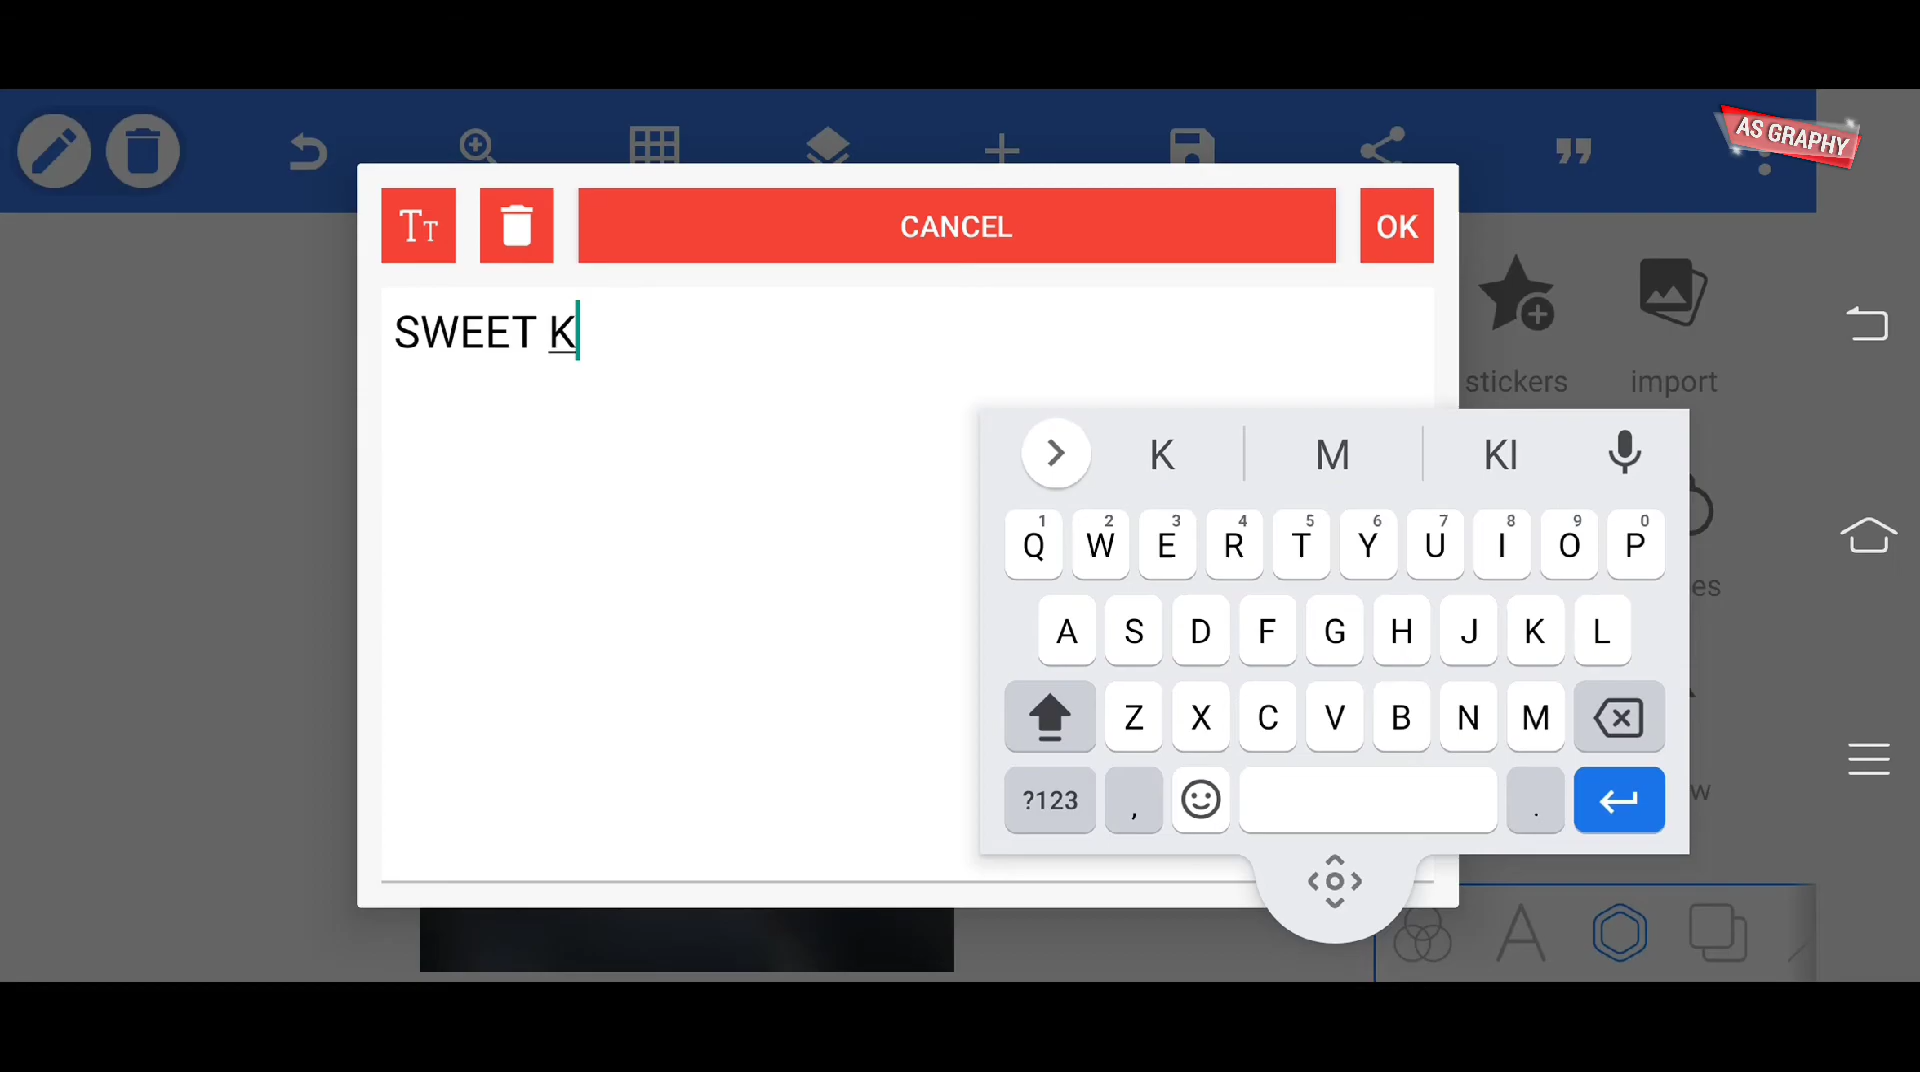 AS GRAPHY
CANCEL
OK
SWEET K
stickers
import
K
M
KI
1 2 3 4 5 6 7 8 9 0
Q W E R T Y U I O P
es
A S D F G H J K L
Z X C V B N M
?123 , .
w